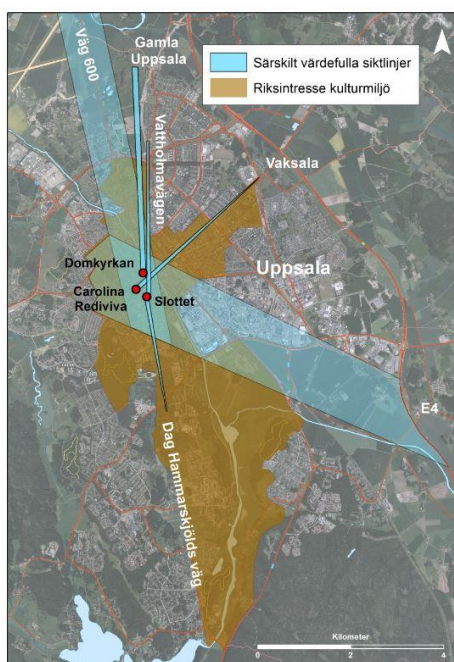 Väg 600
Gamla
Uppsala
Särskilt värdefulla siktlinjer
Riksintresse kulturmiljö
Vattholmavägen
Vaksala
Domkyrkan
Uppsala
Carolina
Rediviva
Slottet
E4
Dag Hammarskjölds väg
Kilometer
0
2
4